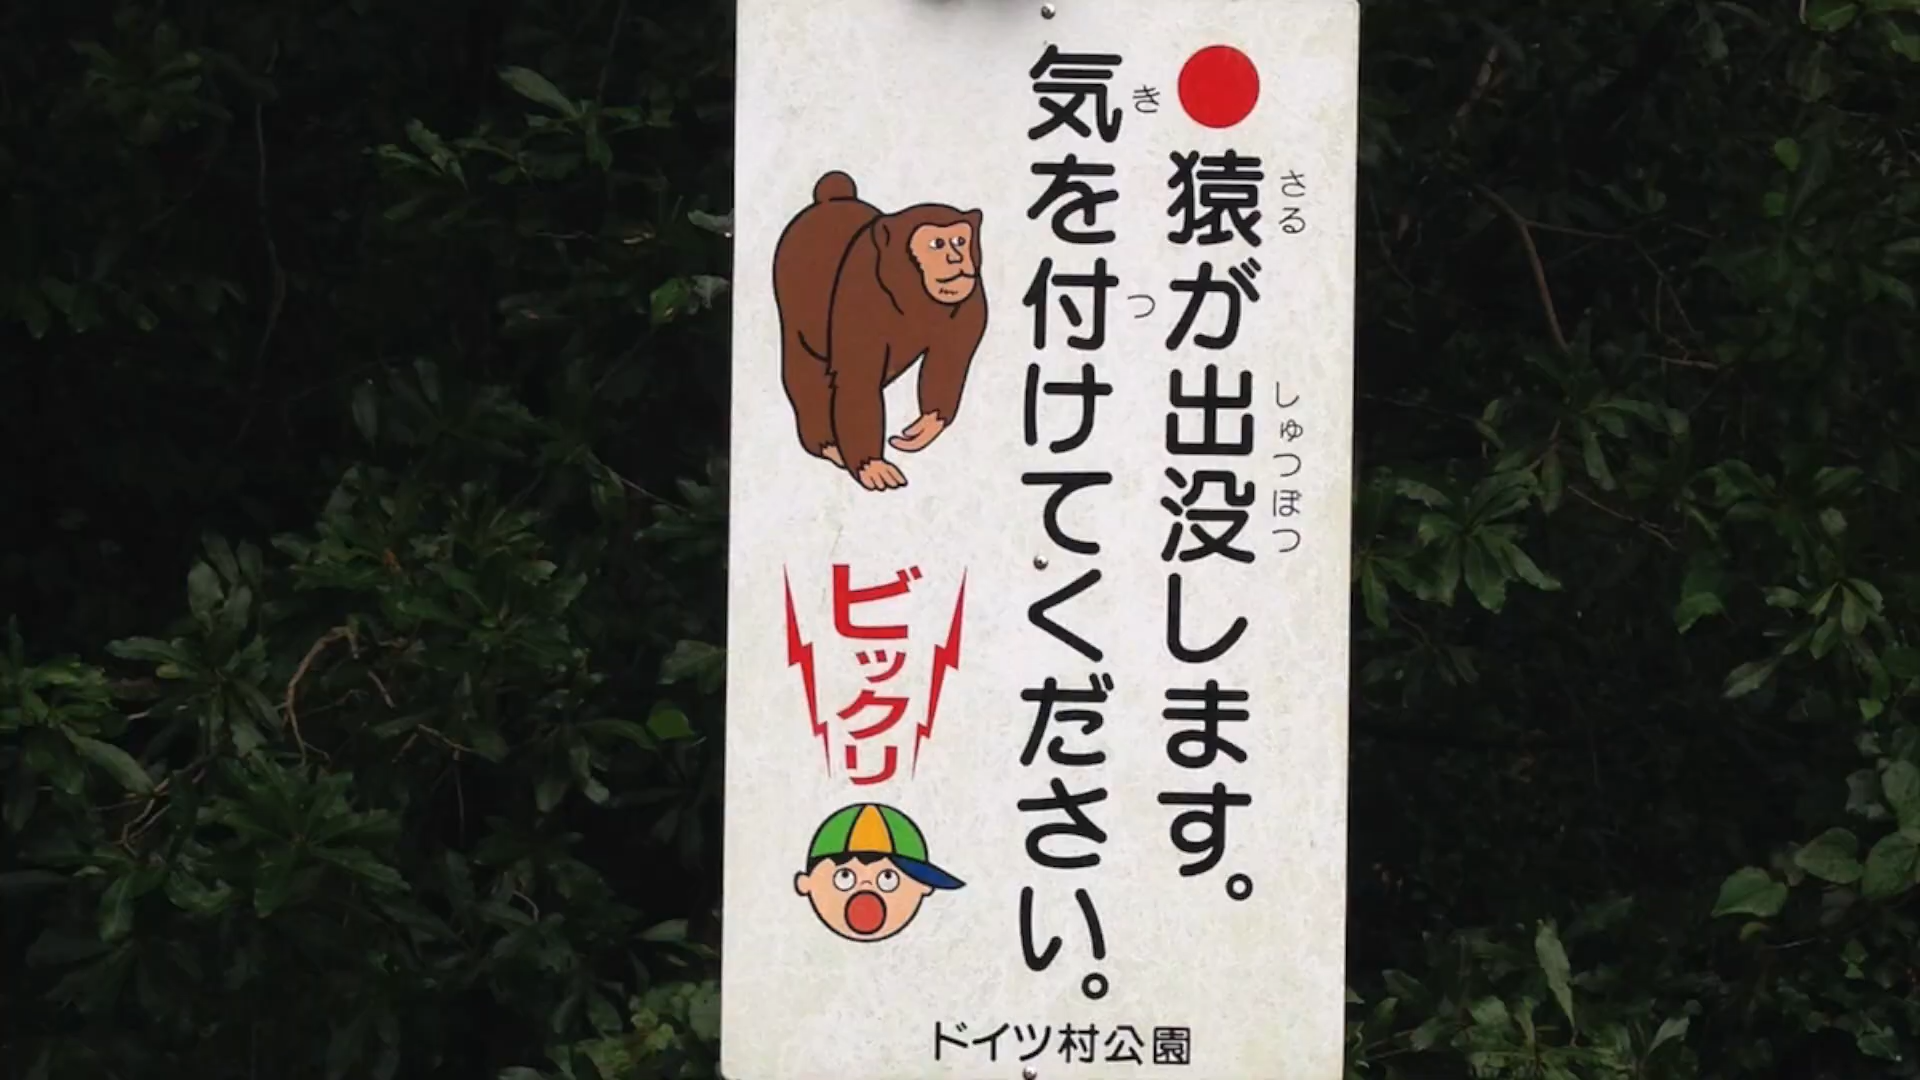 ●猿が出没します。
さる
しゅつぼつ
気を付けてください。
き
つ
ビックリ
ドイツ村公園